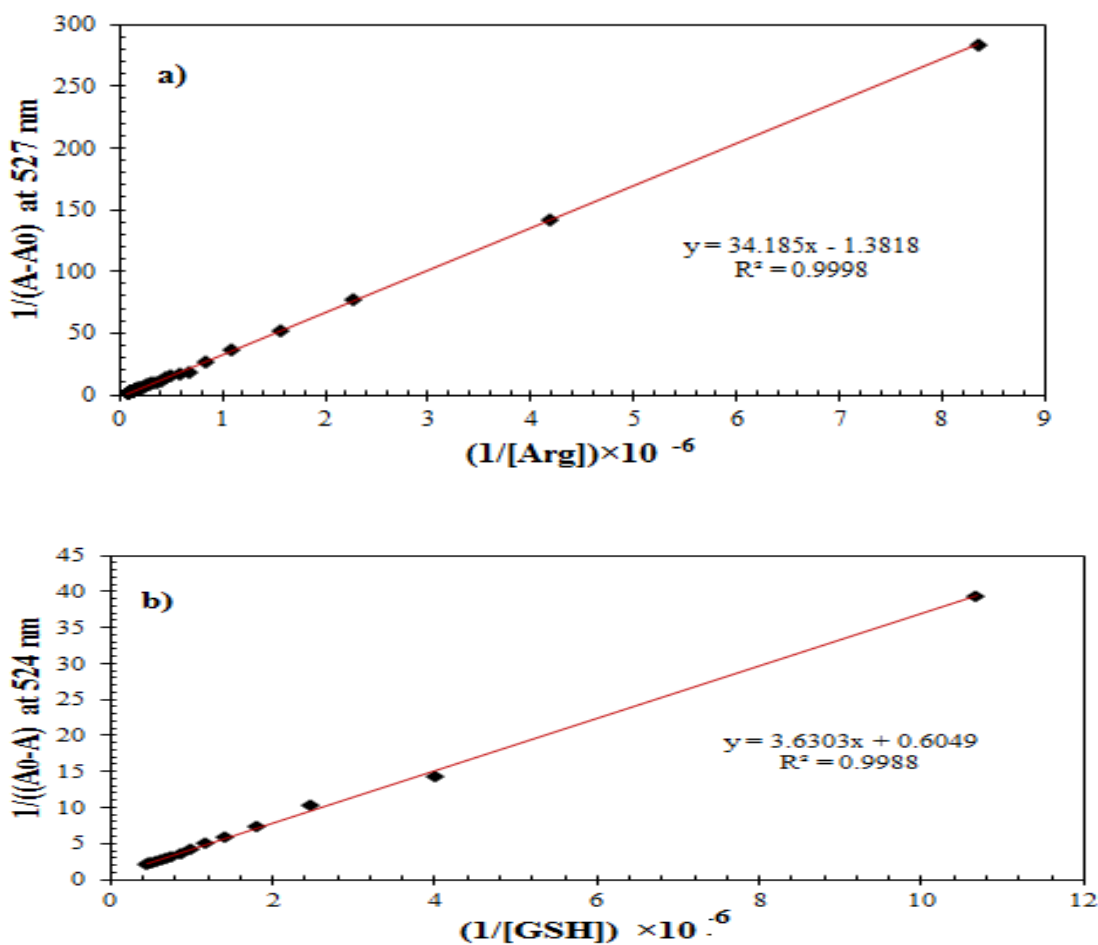 a)
300
250
200
150
100
50
0
1/(A-A0) at 527 nm
y = 34.185x - 1.3818
R² = 0.9998
0 1 2 3 4 5 6 7 8 9
(1/[Arg])×10 -6
b)
45
40
35
30
25
20
15
10
5
0
1/((A0-A) at 524 nm
y = 3.6303x + 0.6049
R² = 0.9988
0 2 4 6 8 10 12
(1/[GSH]) ×10 -6